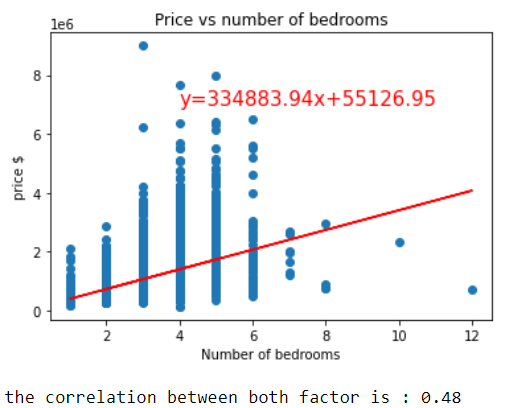 Price vs number of bedrooms
1e6
y=334883.94x+55126.95
8
6
4
2
0
price $
2 4 6 8 10 12
Number of bedrooms
the correlation between both factor is : 0.48